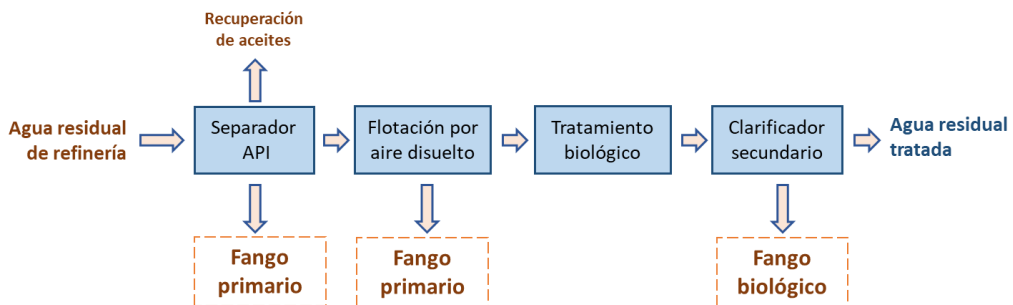 Recuperación
de aceites
Agua residual
de refinería
Separador
API
Flotación por
aire disuelto
Tratamiento
biológico
Clarificador
secundario
Agua residual
tratada
Fango
primario
Fango
primario
Fango
biológico